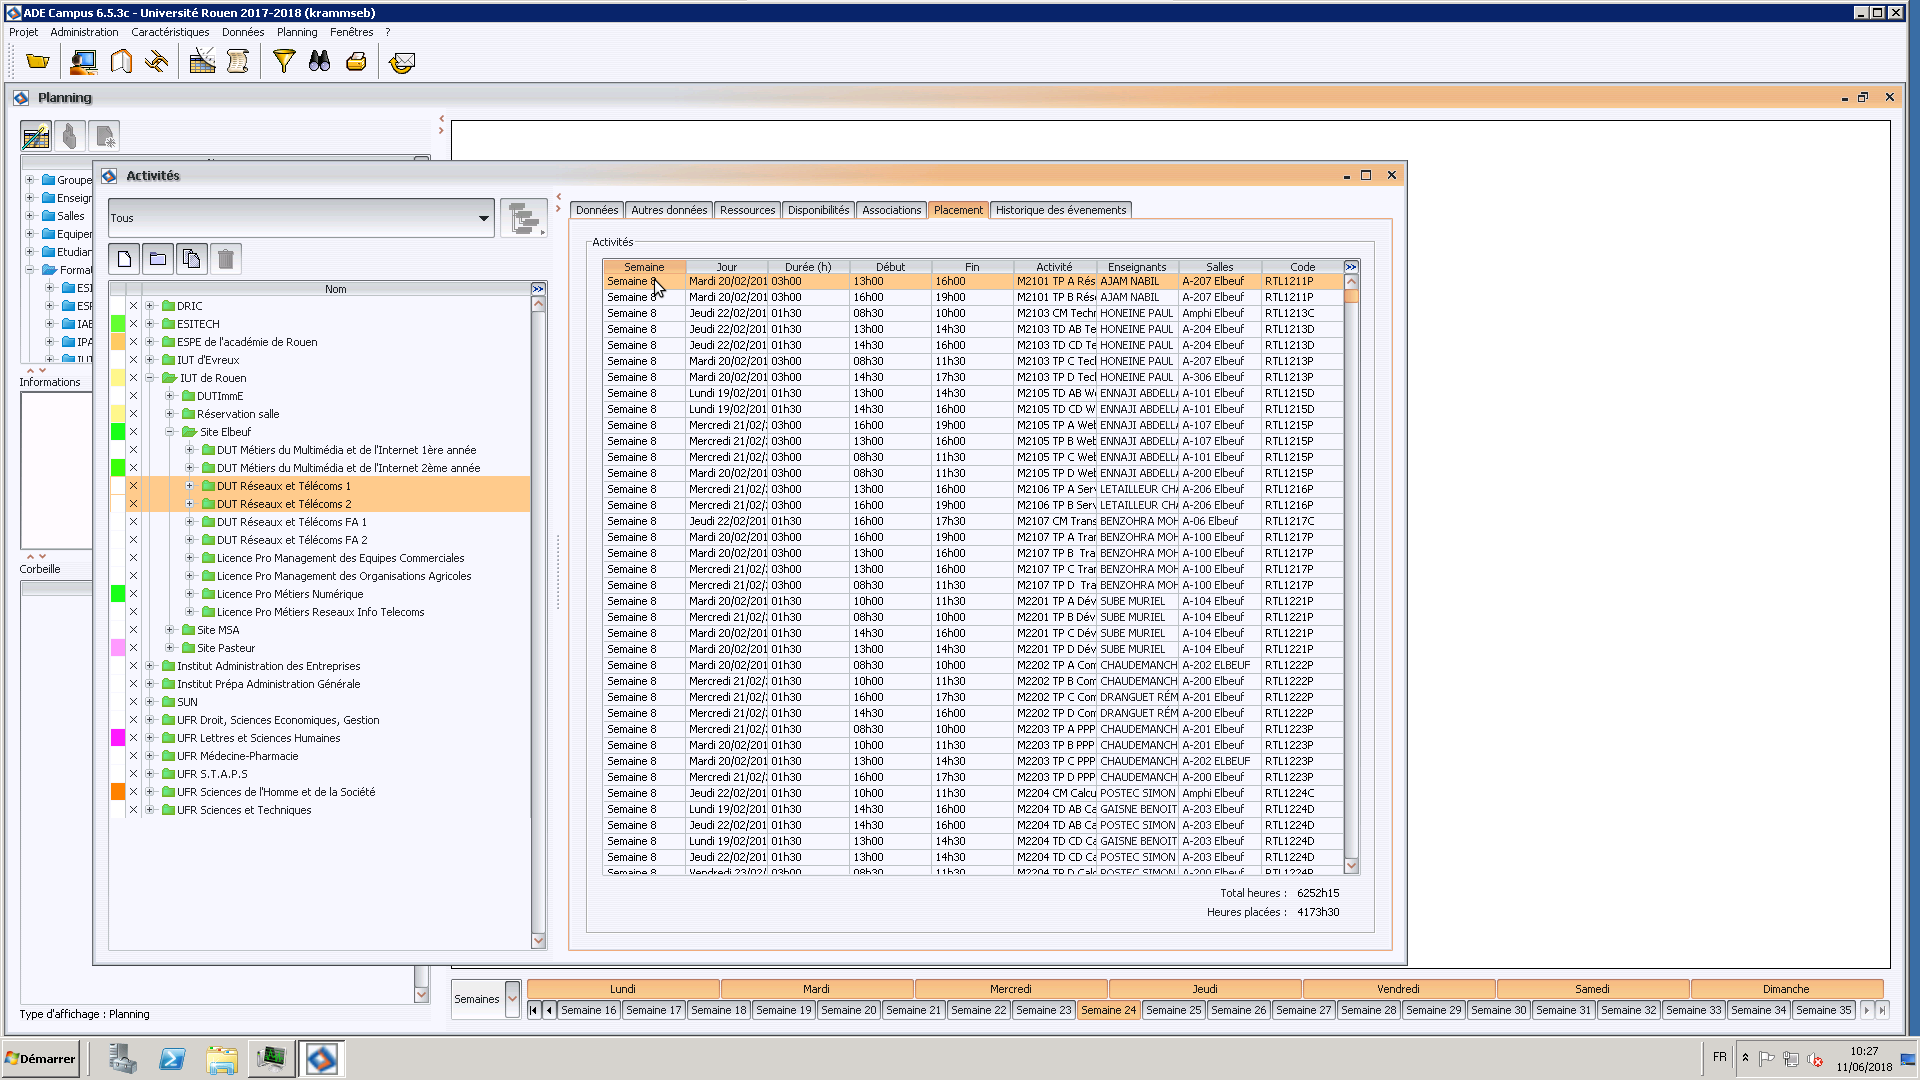 ADE Campus 6.5.3c - Université Rouen 2017-2018 (krammseb)
Projet Administration Caractéristiques Données Planning Fenêtres ?
Planning
Groupe
Enseigr
Salles
Equiper
Etudiar
Format
ESI
ESF
IAE
IPA
IUT
Informations
Corbeille
Type d'affichage : Planning
Activités
Tous
Nom
DRIC
ESITECH
ESPE de l'académie de Rouen
IUT d'Evreux
IUT de Rouen
DUTImmE
Réservation salle
Site Elbeuf
DUT Métiers du Multimédia et de l'Internet 1ère année
DUT Métiers du Multimédia et de l'Internet 2ème année
DUT Réseaux et Télécoms 1
DUT Réseaux et Télécoms 2
DUT Réseaux et Télécoms FA 1
DUT Réseaux et Télécoms FA 2
Licence Pro Management des Equipes Commerciales
Licence Pro Management des Organisations Agricoles
Licence Pro Métiers Numérique
Licence Pro Métiers Reseaux Info Telecoms
Site MSA
Site Pasteur
Institut Administration des Entreprises
Institut Prépa Administration Générale
SUN
UFR Droit, Sciences Economiques, Gestion
UFR Lettres et Sciences Humaines
UFR Médecine-Pharmacie
UFR S.T.A.P.S
UFR Sciences de l'Homme et de la Société
UFR Sciences et Techniques
Données Autres données Ressources Disponibilités Associations Placement Historique des évenements
Activités
Semaine Jour Durée (h) Début Fin Activité Enseignants Salles Code
Semaine 8 Mardi 20/02/201 03h00 13h00 16h00 M2101 TP A Rés AJAM NABIL A-207 Elbeuf RTL1211P
Semaine 8 Mardi 20/02/201 03h00 16h00 19h00 M2101 TP B Rése AJAM NABIL A-207 Elbeuf RTL1211P
Semaine 8 Jeudi 22/02/201 01h30 08h30 10h00 M2103 CM Techr HONEINE PAUL Amphi Elbeuf RTL1213C
Semaine 8 Jeudi 22/02/201 01h30 13h00 14h30 M2103 TD AB Te HONEINE PAUL A-204 Elbeuf RTL1213D
Semaine 8 Jeudi 22/02/201 01h30 14h30 16h00 M2103 TD CD Te HONEINE PAUL A-204 Elbeuf RTL1213D
Semaine 8 Mardi 20/02/201 03h00 08h30 11h30 M2103 TP C Tecl HONEINE PAUL A-207 Elbeuf RTL1213P
Semaine 8 Mardi 20/02/201 03h00 14h30 17h30 M2103 TP D Tecl HONEINE PAUL A-306 Elbeuf RTL1213P
Semaine 8 Lundi 19/02/201 01h30 13h00 14h30 M2105 TD AB We ENNAJI ABDELL A-101 Elbeuf RTL1215D
Semaine 8 Lundi 19/02/201 01h30 14h30 16h00 M2105 TD CD W ENNAJI ABDELL A-101 Elbeuf RTL1215D
Semaine 8 Mercredi 21/02/ 03h00 16h00 19h00 M2105 TP A Wel ENNAJI ABDELL A-107 Elbeuf RTL1215P
Semaine 8 Mercredi 21/02/ 03h00 13h00 16h00 M2105 TP B Wel ENNAJI ABDELL A-107 Elbeuf RTL1215P
Semaine 8 Mercredi 21/02/ 03h00 08h30 11h30 M2105 TP C Wel ENNAJI ABDELL A-101 Elbeuf RTL1215P
Semaine 8 Mardi 20/02/201 03h00 08h30 11h30 M2105 TP D Wel ENNAJI ABDELL A-200 Elbeuf RTL1215P
Semaine 8 Mercredi 21/02/ 03h00 13h00 16h00 M2106 TP A Ser LETAILLEUR CH A-206 Elbeuf RTL1216P
Semaine 8 Mercredi 21/02/ 03h00 16h00 19h00 M2106 TP B Ser LETAILLEUR CH A-206 Elbeuf RTL1216P
Semaine 8 Jeudi 22/02/201 01h30 16h00 17h30 M2107 CM Trans BENZOHRA MOH A-06 Elbeuf RTL1217C
Semaine 8 Mardi 20/02/201 03h00 16h00 19h00 M2107 TP A Trar BENZOHRA MOH A-100 Elbeuf RTL1217P
Semaine 8 Mardi 20/02/201 03h00 13h00 16h00 M2107 TP B Tra BENZOHRA MOH A-100 Elbeuf RTL1217P
Semaine 8 Mercredi 21/02/ 03h00 13h00 16h00 M2107 TP C Trar BENZOHRA MOH A-100 Elbeuf RTL1217P
Semaine 8 Mercredi 21/02/ 03h00 08h30 11h30 M2107 TP D Tra BENZOHRA MOH A-100 Elbeuf RTL1217P
Semaine 8 Mardi 20/02/201 01h30 10h00 11h30 M2201 TP A Dév SUBE MURIEL A-104 Elbeuf RTL1221P
Semaine 8 Mercredi 21/02/ 01h30 08h30 10h00 M2201 TP B Dév SUBE MURIEL A-104 Elbeuf RTL1221P
Semaine 8 Mardi 20/02/201 01h30 14h30 16h00 M2201 TP C Dév SUBE MURIEL A-104 Elbeuf RTL1221P
Semaine 8 Mardi 20/02/201 01h30 13h00 14h30 M2201 TP D Dév SUBE MURIEL A-104 Elbeuf RTL1221P
Semaine 8 Mardi 20/02/201 01h30 08h30 10h00 M2202 TP A Con CHAUDEMANCH A-202 ELBEUF RTL1222P
Semaine 8 Mercredi 21/02/ 01h30 10h00 11h30 M2202 TP B Com CHAUDEMANCH A-200 Elbeuf RTL1222P
Semaine 8 Mercredi 21/02/ 01h30 16h00 17h30 M2202 TP C Com DRANGUET RÉM A-201 Elbeuf RTL1222P
Semaine 8 Mercredi 21/02/ 01h30 14h30 16h00 M2202 TP D Com DRANGUET RÉM A-200 Elbeuf RTL1222P
Semaine 8 Mercredi 21/02/ 01h30 08h30 10h00 M2203 TP A PPP CHAUDEMANCH A-201 Elbeuf RTL1223P
Semaine 8 Mardi 20/02/201 01h30 10h00 11h30 M2203 TP B PPP CHAUDEMANCH A-201 Elbeuf RTL1223P
Semaine 8 Mardi 20/02/201 01h30 13h00 14h30 M2203 TP C PPP CHAUDEMANCH A-202 ELBEUF RTL1223P
Semaine 8 Mercredi 21/02/ 01h30 16h00 17h30 M2203 TP D PPP CHAUDEMANCH A-200 Elbeuf RTL1223P
Semaine 8 Jeudi 22/02/201 01h30 10h00 11h30 M2204 CM Calcu POSTEC SIMON Amphi Elbeuf RTL1224C
Semaine 8 Lundi 19/02/201 01h30 14h30 16h00 M2204 TD AB Ca GAISNE BENOIT A-203 Elbeuf RTL1224D
Semaine 8 Jeudi 22/02/201 01h30 14h30 16h00 M2204 TD AB Ca POSTEC SIMON A-203 Elbeuf RTL1224D
Semaine 8 Lundi 19/02/201 01h30 13h00 14h30 M2204 TD CD Ca GAISNE BENOIT A-203 Elbeuf RTL1224D
Semaine 8 Jeudi 22/02/201 01h30 13h00 14h30 M2204 TD CD Ca POSTEC SIMON A-203 Elbeuf RTL1224D
Semaine 8 Vendredi 23/02/ 03h00 08h30 11h30 M2204 TP D Calc POSTEC SIMON A-200 Elbeuf RTL1224P
Total heures : 6252h15
Heures placées : 4173h30
Semaines
Lundi Mardi Mercredi Jeudi Vendredi Samedi Dimanche
Semaine 16 Semaine 17 Semaine 18 Semaine 19 Semaine 20 Semaine 21 Semaine 22 Semaine 23 Semaine 24 Semaine 25 Semaine 26 Semaine 27 Semaine 28 Semaine 29 Semaine 30 Semaine 31 Semaine 32 Semaine 33 Semaine 34 Semaine 35
Démarrer
FR
10:27
11/06/2018